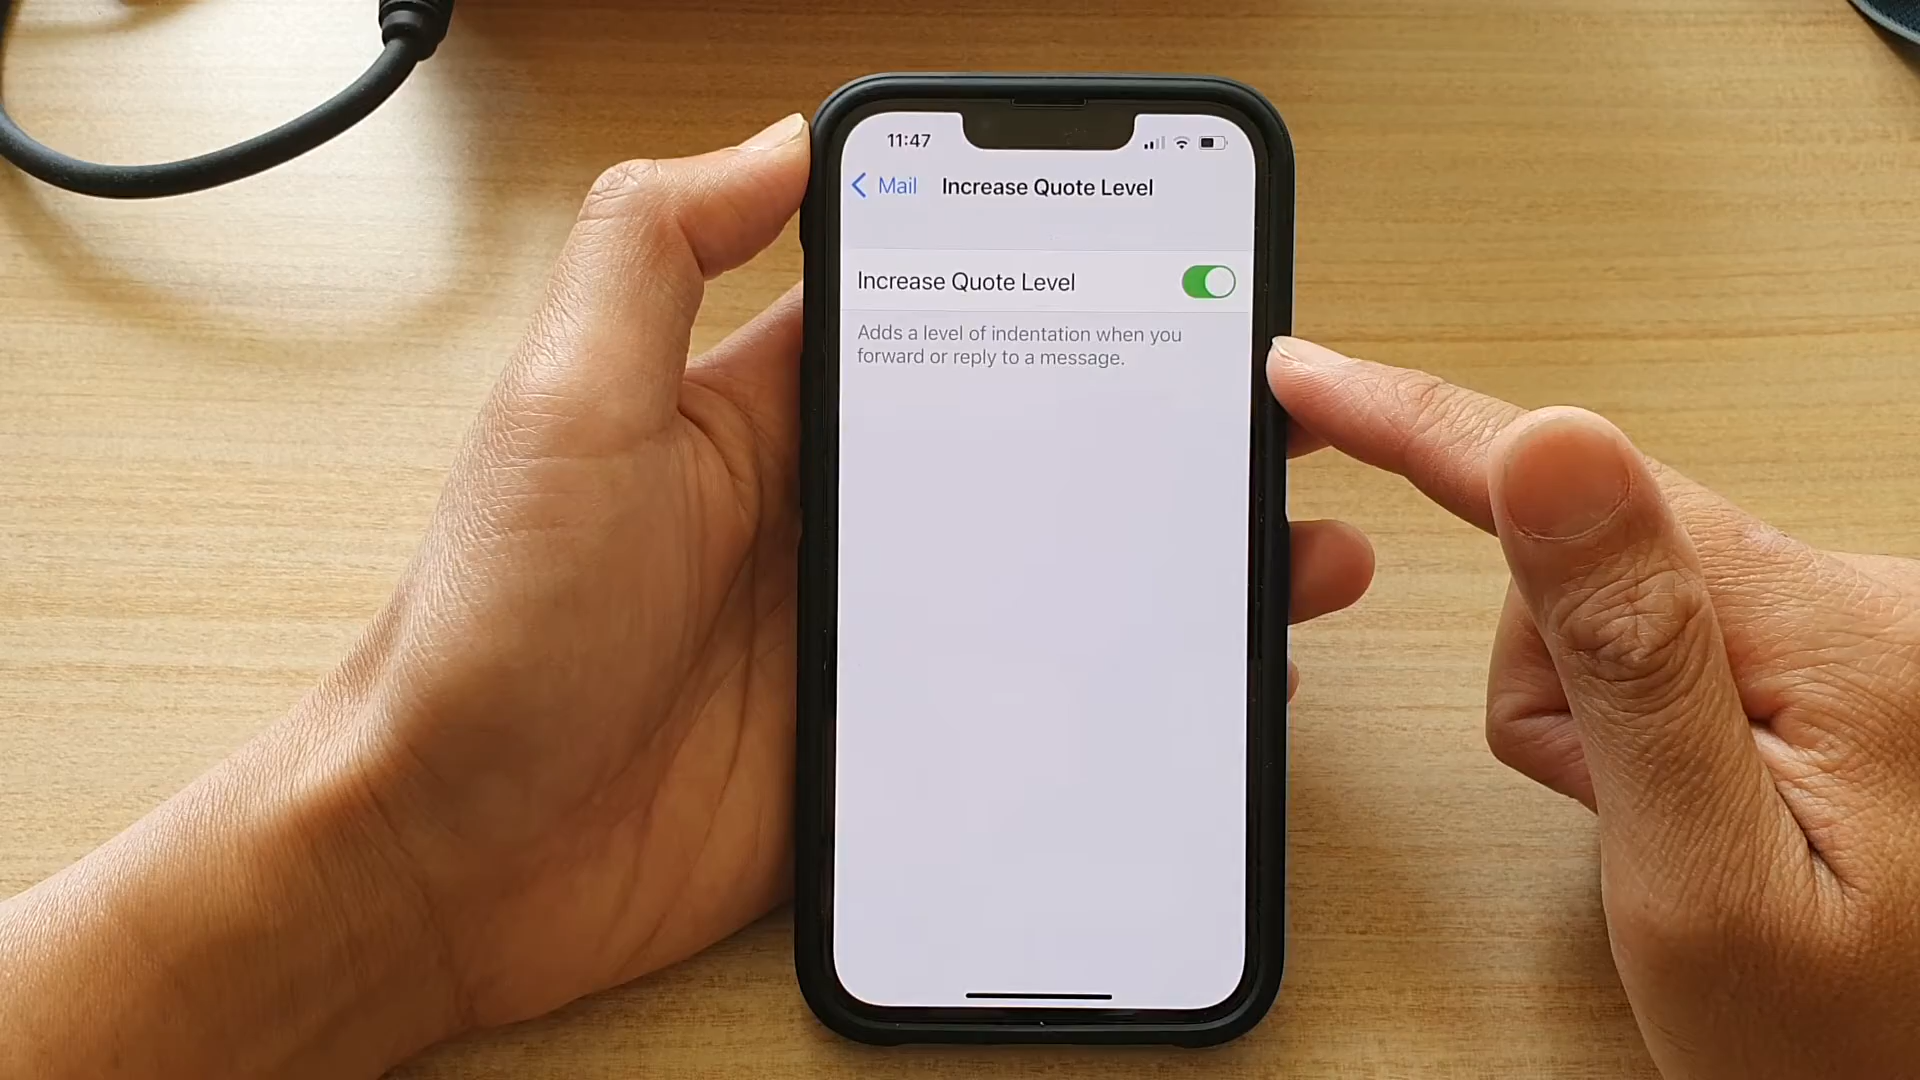 11:47
Mail Increase Quote Level
Increase Quote Level
Adds a level of indentation when you
forward or reply to a message.